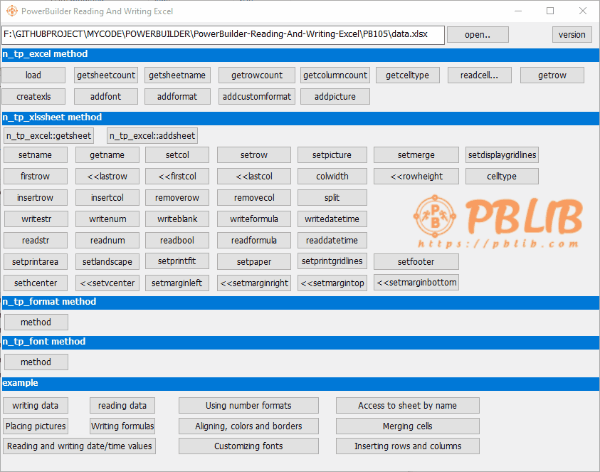 PowerBuilder Reading And Writing Excel
F:\GITHUBPROJECT\MYCODE\POWERBUILDER\PowerBuilder-Reading-And-Writing-Excel\PB105\data.xlsx open.. version
n_tp_excel method
load getsheetcount getsheetname getrowcount getcolumncount getcelltype readcell... getrow
createxls addfont addformat addcustomformat addpicture
n_tp_xlssheet method
n_tp_excel::getsheet n_tp_excel::addsheet
setname getname setcol setrow setpicture setmerge setdisplaygridlines
firstrow <<lastrow <<firstcol <<lastcol colwidth <<rowheight celltype
insertrow insertcol removerow removecol split
writestr writenum writeblank writeformula writedatetime
readstr readnum readbool readformula readdatetime
PBLIB
https://pblib.com
setprintarea setlandscape setprintfit setpaper setprintgridlines setfooter
sethcenter <<setvcenter setmarginleft <<setmarginright <<setmargintop <<setmarginbottom
n_tp_format method
method
n_tp_font method
method
example
writing data reading data Using number formats Access to sheet by name
Placing pictures Writing formulas Aligning, colors and borders Merging cells
Reading and writing date/time values Customizing fonts Inserting rows and columns